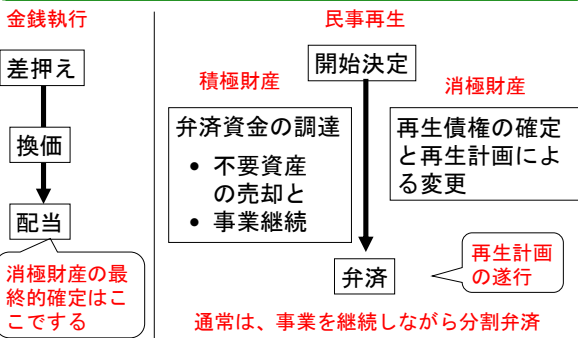 金銭執行
差押え
換価
配当
消極財産の最
終的確定はこ
こでする
民事再生
開始決定
積極財産
消極財産
弁済資金の調達
• 不要資産
の売却と
• 事業継続
再生債権の確定
と再生計画によ
る変更
弁済
再生計画
の遂行
通常は、事業を継続しながら分割弁済